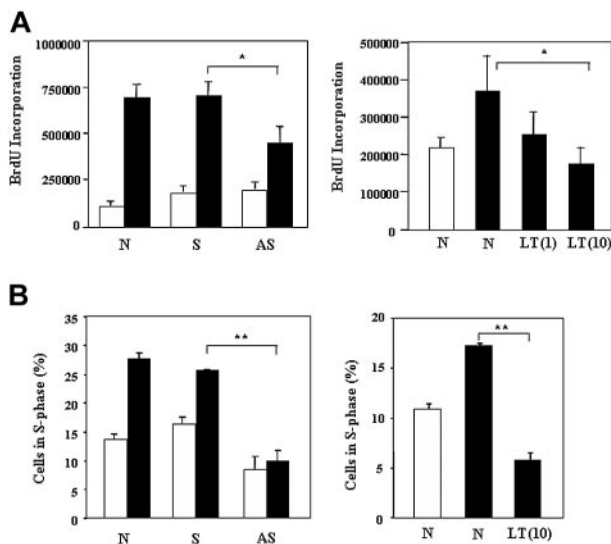 A
BrdU Incorporation
1000000
750000
500000
250000
0
*
N S AS
BrdU Incorporation
500000
400000
300000
200000
100000
0
*
N N LT(1) LT(10)
B
Cells in S-phase (%)
35
30
25
20
15
10
5
0
**
N S AS
Cells in S-phase (%)
20
15
10
5
0
**
N N LT(10)